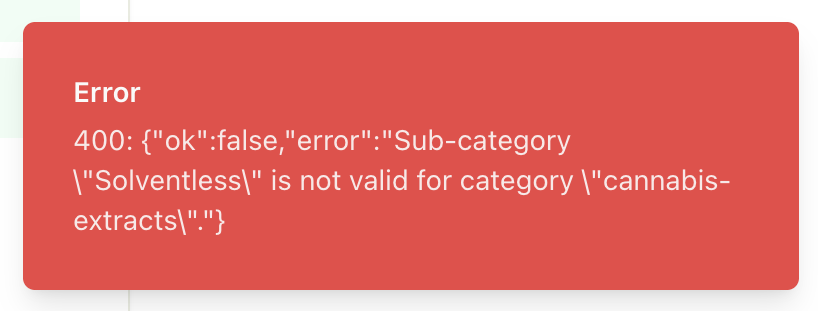 Error
400: {"ok":false,"error":"Sub-category
\"Solventless\" is not valid for category \"cannabis-
extracts\"."}